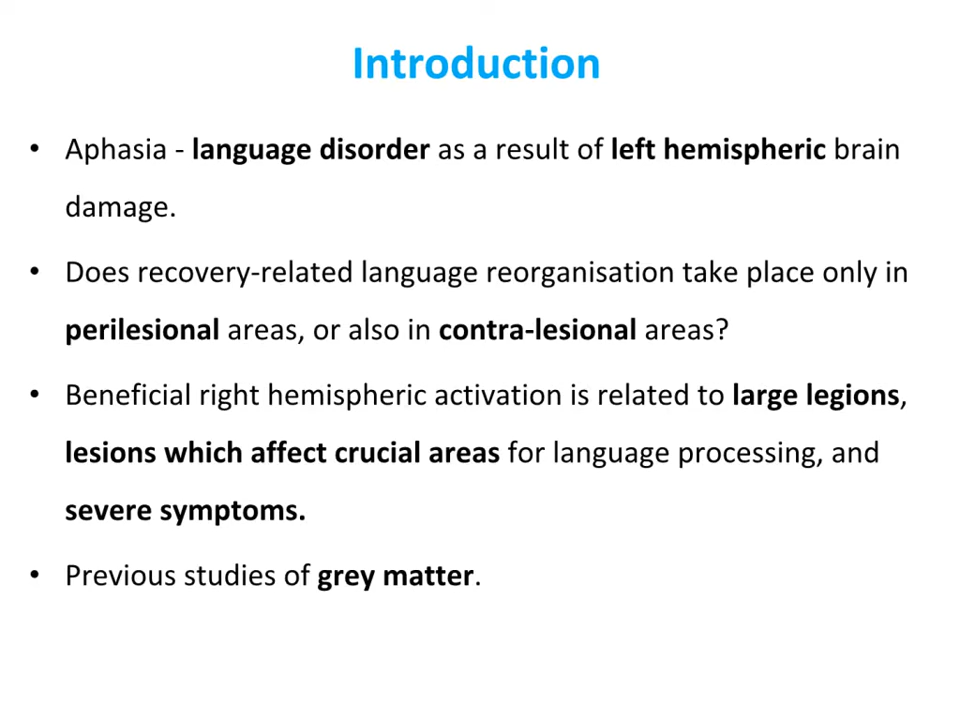 Introduction
• Aphasia - language disorder as a result of left hemispheric brain
damage.
• Does recovery-related language reorganisation take place only in
perilesional areas, or also in contra-lesional areas?
• Beneficial right hemispheric activation is related to large legions,
lesions which affect crucial areas for language processing, and
severe symptoms.
• Previous studies of grey matter.